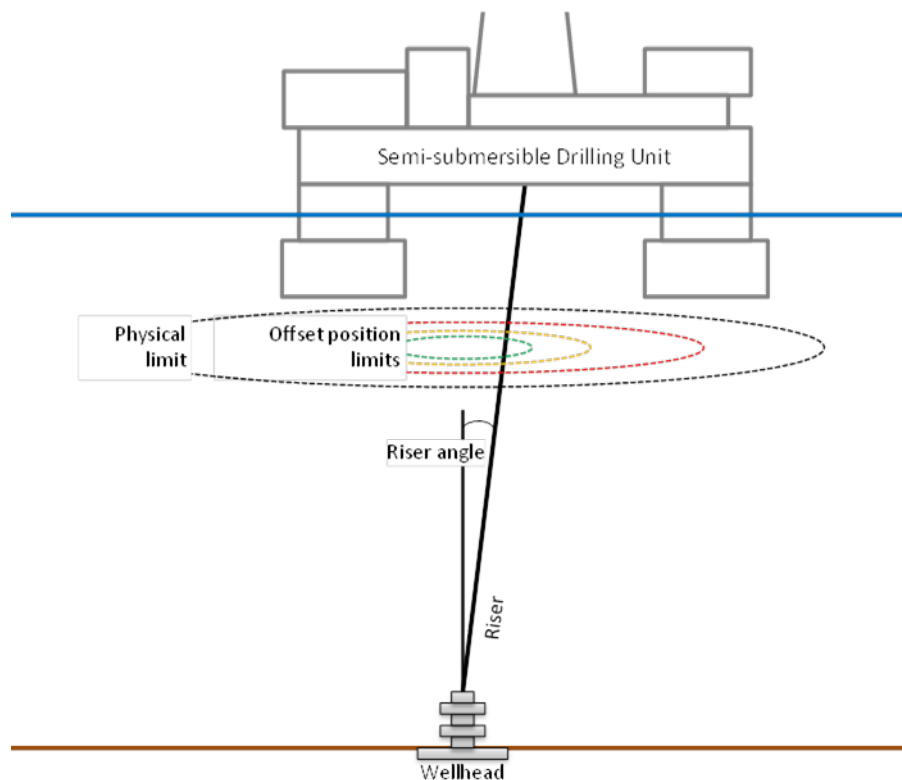 Semi-submersible Drilling Unit
Physical
limit
Offset position
limits
Riser angle
Riser
Wellhead